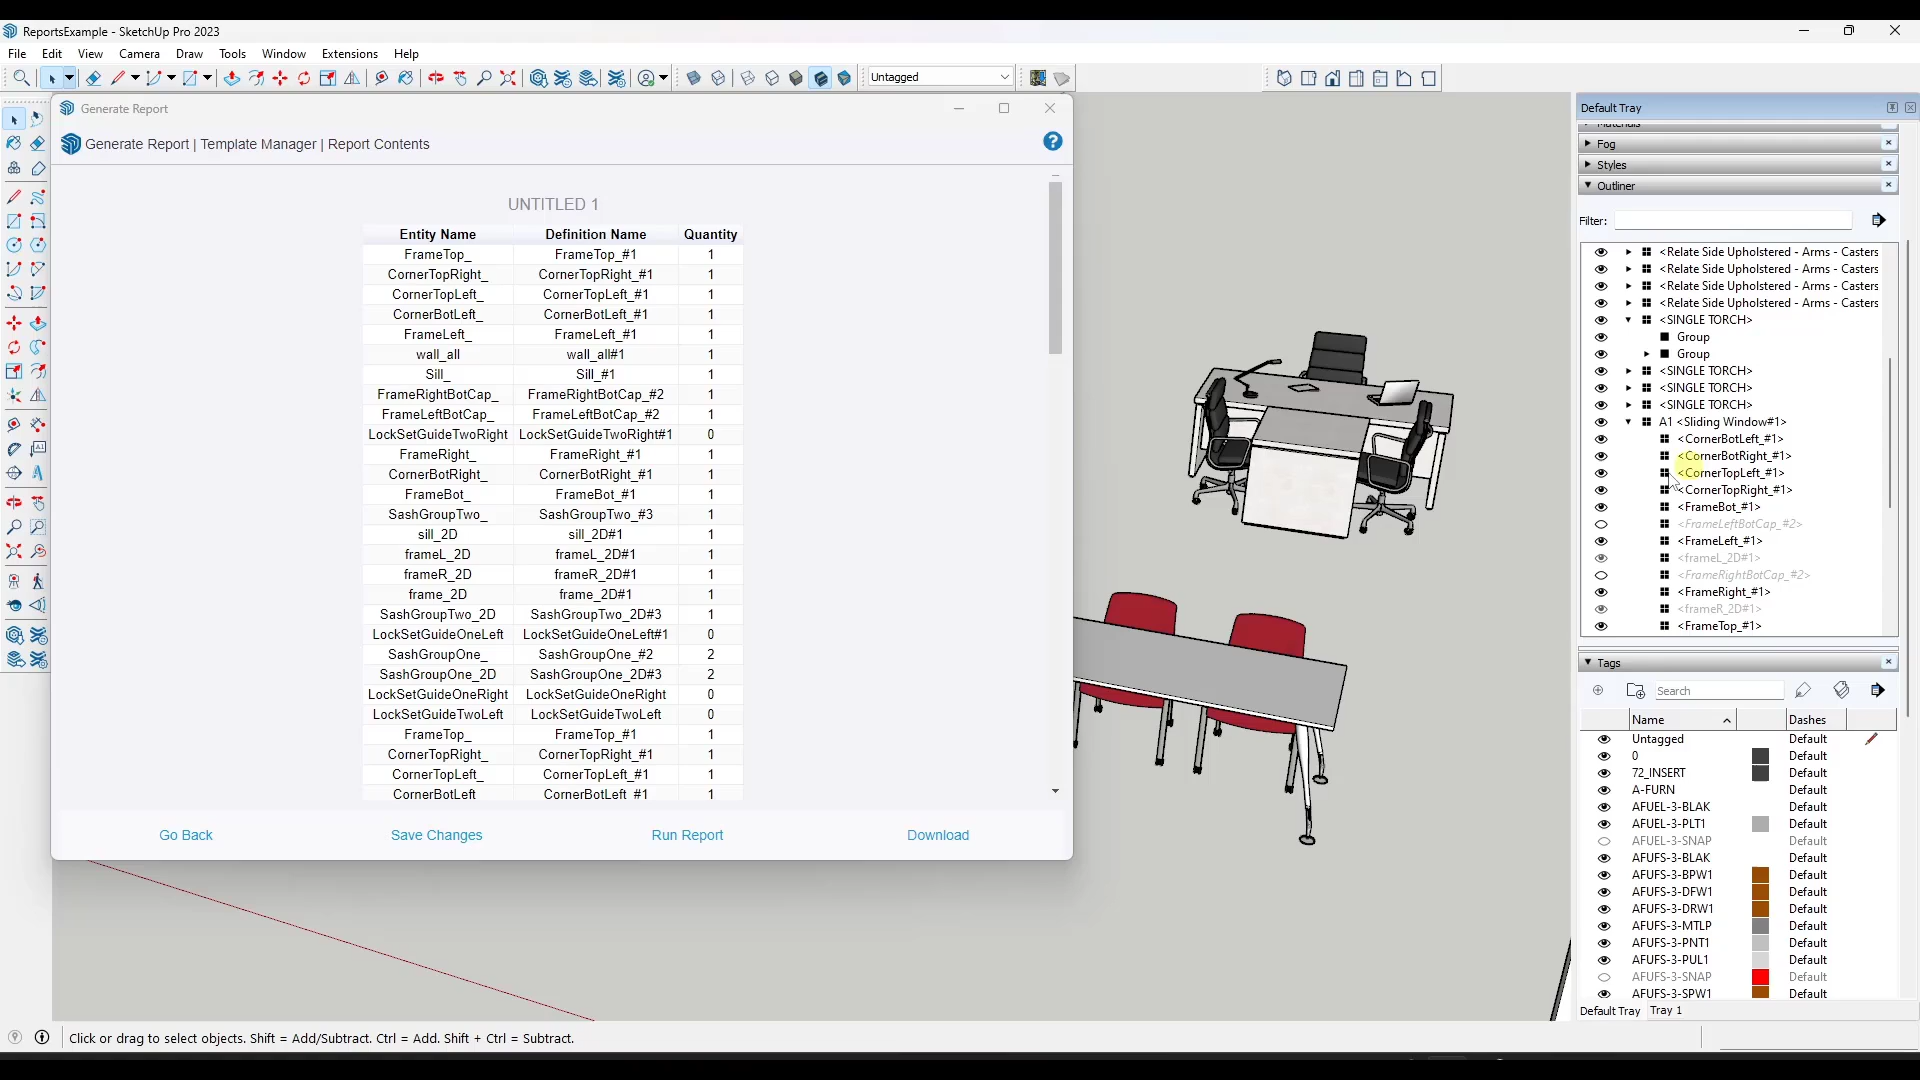 ReportsExample - SketchUp Pro 2023
File Edit View Camera Draw Tools Window Extensions Help
Untagged
Generate Report
Generate Report | Template Manager | Report Contents
UNTITLED 1
Entity Name Definition Name Quantity
FrameTop_ FrameTop_#1 1
CornerTopRight_ CornerTopRight_#1 1
CornerTopLeft_ CornerTopLeft_#1 1
CornerBotLeft_ CornerBotLeft_#1 1
FrameLeft_ FrameLeft_#1 1
wall_all wall_all#1 1
Sill_ Sill_#1 1
FrameRightBotCap_ FrameRightBotCap_#2 1
FrameLeftBotCap_ FrameLeftBotCap_#2 1
LockSetGuideTwoRight LockSetGuideTwoRight#1 0
FrameRight_ FrameRight_#1 1
CornerBotRight_ CornerBotRight_#1 1
FrameBot_ FrameBot_#1 1
SashGroupTwo_ SashGroupTwo_#3 1
sill_2D sill_2D#1 1
frameL_2D frameL_2D#1 1
frameR_2D frameR_2D#1 1
frame_2D frame_2D#1 1
SashGroupTwo_2D SashGroupTwo_2D#3 1
LockSetGuideOneLeft LockSetGuideOneLeft#1 0
SashGroupOne_ SashGroupOne_#2 2
SashGroupOne_2D SashGroupOne_2D#3 2
LockSetGuideOneRight LockSetGuideOneRight 0
LockSetGuideTwoLeft LockSetGuideTwoLeft 0
FrameTop_ FrameTop_#1 1
CornerTopRight_ CornerTopRight_#1 1
CornerTopLeft_ CornerTopLeft_#1 1
CornerBotLeft CornerBotLeft #1 1
Go Back Save Changes Run Report Download
Default Tray
Materials
Fog
Styles
Outliner
Filter:
<Relate Side Upholstered - Arms - Casters
<Relate Side Upholstered - Arms - Casters
<Relate Side Upholstered - Arms - Casters
<Relate Side Upholstered - Arms - Casters
<SINGLE TORCH>
Group
Group
<SINGLE TORCH>
<SINGLE TORCH>
<SINGLE TORCH>
A1 <Sliding Window#1>
<CornerBotLeft_#1>
<CornerBotRight_#1>
<CornerTopLeft_#1>
<CornerTopRight_#1>
<FrameBot_#1>
<FrameLeftBotCap_#2>
<FrameLeft_#1>
<frameL_2D#1>
<FrameRightBotCap_#2>
<FrameRight_#1>
<frameR_2D#1>
<FrameTop_#1>
Tags
Search
Name Dashes
Untagged Default
0 Default
72_INSERT Default
A-FURN Default
AFUEL-3-BLAK Default
AFUEL-3-PLT1 Default
AFUEL-3-SNAP Default
AFUFS-3-BLAK Default
AFUFS-3-BPW1 Default
AFUFS-3-DFW1 Default
AFUFS-3-DRW1 Default
AFUFS-3-MTLP Default
AFUFS-3-PNT1 Default
AFUFS-3-PUL1 Default
AFUFS-3-SNAP Default
AFUFS-3-SPW1 Default
Default Tray Tray 1
Click or drag to select objects. Shift = Add/Subtract. Ctrl = Add. Shift + Ctrl = Subtract.